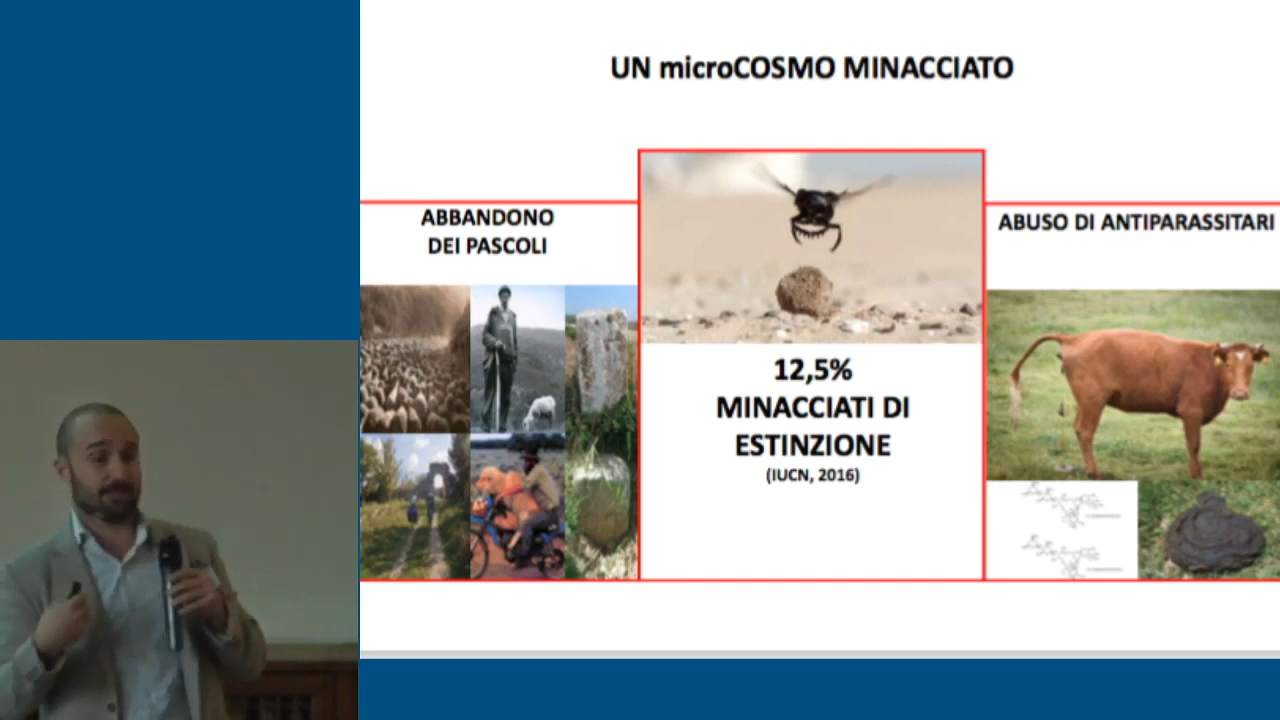 UN microCOSMO MINACCIATO
ABBANDONO
DEI PASCOLI
12,5%
MINACCIATI DI
ESTINZIONE
(IUCN, 2016)
ABUSO DI ANTIPARASSITARI